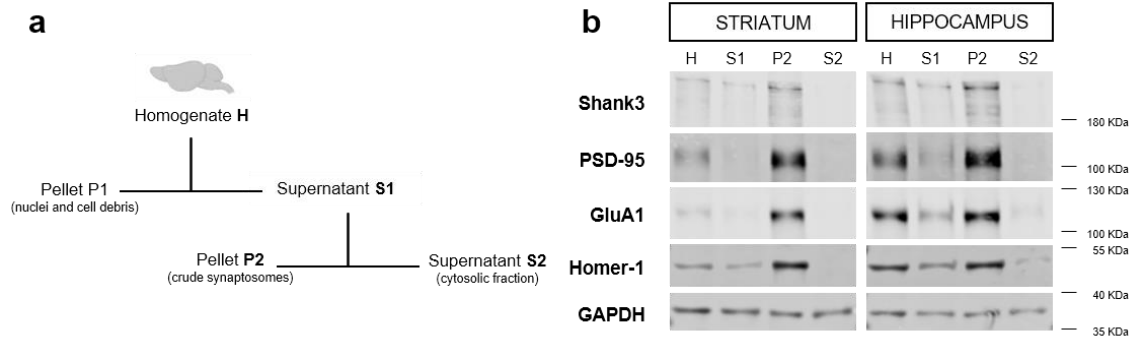 a
Homogenate H
Pellet P1
(nuclei and cell debris)
Supernatant S1
Pellet P2
(crude synaptosomes)
Supernatant S2
(cytosolic fraction)
b
STRIATUM HIPPOCAMPUS
H S1 P2 S2 H S1 P2 S2
Shank3
180 KDa
PSD-95
100 KDa
130 KDa
GluA1
100 KDa
55 KDa
Homer-1
40 KDa
GAPDH
35 KDa